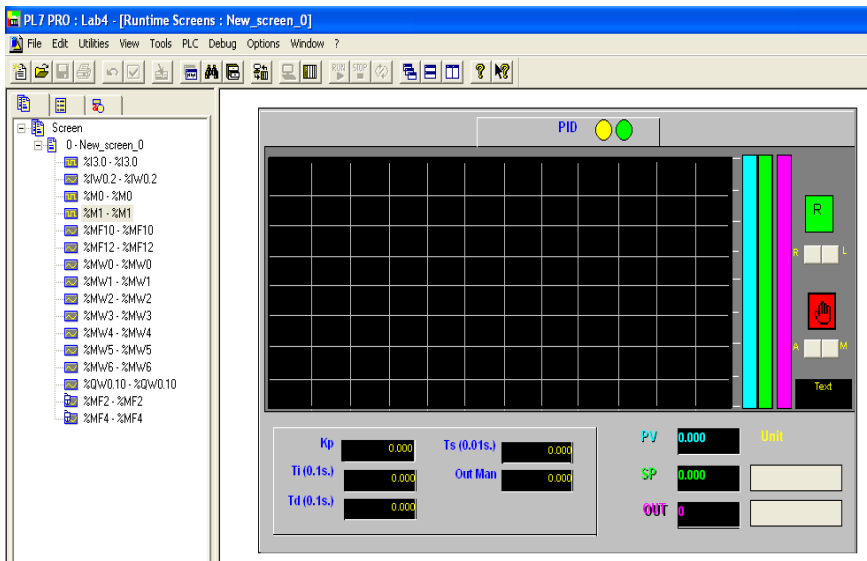 PL7 PRO : Lab4 - [Runtime Screens : New_screen_0]
File Edit Utilities View Tools PLC Debug Options Window ?
RUN STOP
Screen
0 - New_screen_0
%I3.0 - %I3.0
%IW0.2 - %IW0.2
%M0 - %M0
%M1 - %M1
%MF10 - %MF10
%MF12 - %MF12
%MW0 - %MW0
%MW1 - %MW1
%MW2 - %MW2
%MW3 - %MW3
%MW4 - %MW4
%MW5 - %MW5
%MW6 - %MW6
%QW0.10 - %QW0.10
%MF2 - %MF2
%MF4 - %MF4
PID
R
R L
A M
Text
Kp 0.000 Ts (0.01s.) 0.000
Ti (0.1s.) 0.000 Out Man 0.000
Td (0.1s.) 0.000
PV 0.000 Unit
SP 0.000
OUT 0